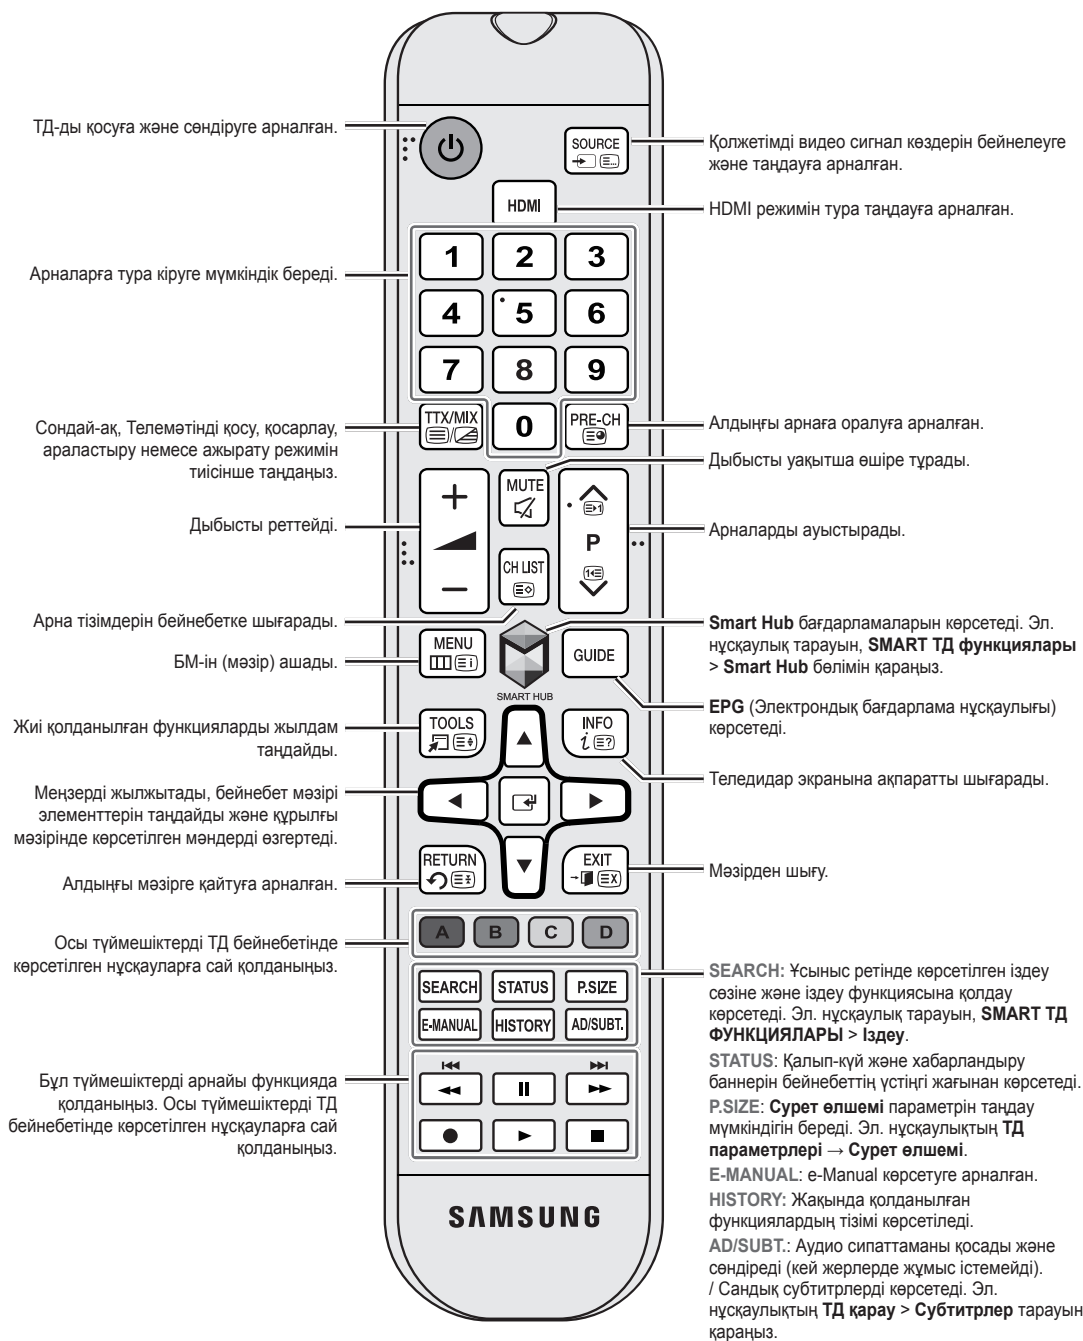 ТД-ды қосуға және сөндіруге арналған.
SOURCE
Қолжетімді видео сигнал көздерін бейнелеуге
және таңдауға арналған.
HDMI
HDMI режимін тура таңдауға арналған.
1 2 3
Арналарға тура кіруге мүмкіндік береді.
4 5 6
7 8 9
TTX/MIX 0 PRE-CH
Сондай-ақ, Телемәтінді қосу, қосарлау,
араластыру немесе ажырату режимін
тиісінше таңдаңыз.
Алдыңғы арнаға оралуға арналған.
Дыбысты уақытша өшіре тұрады.
MUTE
Дыбысты реттейді.
P
Арналарды ауыстырады.
CH LIST
Арна тізімдерін бейнебетке шығарады.
Smart Hub бағдарламаларын көрсетеді. Эл.
нұсқаулық тарауын, SMART ТД функциялары
> Smart Hub бөлімін қараңыз.
MENU
GUIDE
БМ-ін (мәзір) ашады.
SMART HUB
EPG (Электрондық бағдарлама нұсқаулығы)
көрсетеді.
Жиі қолданылған функцияларды жылдам
таңдайды.
TOOLS
INFO
Теледидар экранына ақпаратты шығарады.
Меңзерді жылжытады, бейнебет мәзірі
элементтерін таңдайды және құрылғы
мәзірінде көрсетілген мәндерді өзгертеді.
RETURN
EXIT
Мәзірден шығу.
Алдыңғы мәзірге қайтуға арналған.
A B C D
Осы түймешіктерді ТД бейнебетінде
көрсетілген нұсқауларға сай қолданыңыз.
SEARCH STATUS P.SIZE
E-MANUAL HISTORY AD/SUBT.
SEARCH: Ұсыныс ретінде көрсетілген іздеу
сөзіне және іздеу функциясына қолдау
көрсетеді. Эл. нұсқаулық тарауын, SMART ТД
ФУНКЦИЯЛАРЫ > Іздеу.
STATUS: Қалып-күй және хабарландыру
баннерін бейнебеттің үстіңгі жағынан көрсетеді.
P.SIZE: Сурет өлшемі параметрін таңдау
мүмкіндігін береді. Эл. нұсқаулықтың ТД
параметрлері → Сурет өлшемі.
E-MANUAL: e-Manual көрсетуге арналған.
HISTORY: Жақында қолданылған
функциялардың тізімі көрсетіледі.
AD/SUBT.: Аудио сипаттаманы қосады және
сөндіреді (кей жерлерде жұмыс істемейді).
/ Сандық субтитрлерді көрсетеді. Эл.
нұсқаулықтың ТД қарау > Субтитрлер тарауын
қараңыз.
Бұл түймешіктерді арнайы функцияда
қолданыңыз. Осы түймешіктерді ТД
бейнебетінде көрсетілген нұсқауларға сай
қолданыңыз.
SAMSUNG